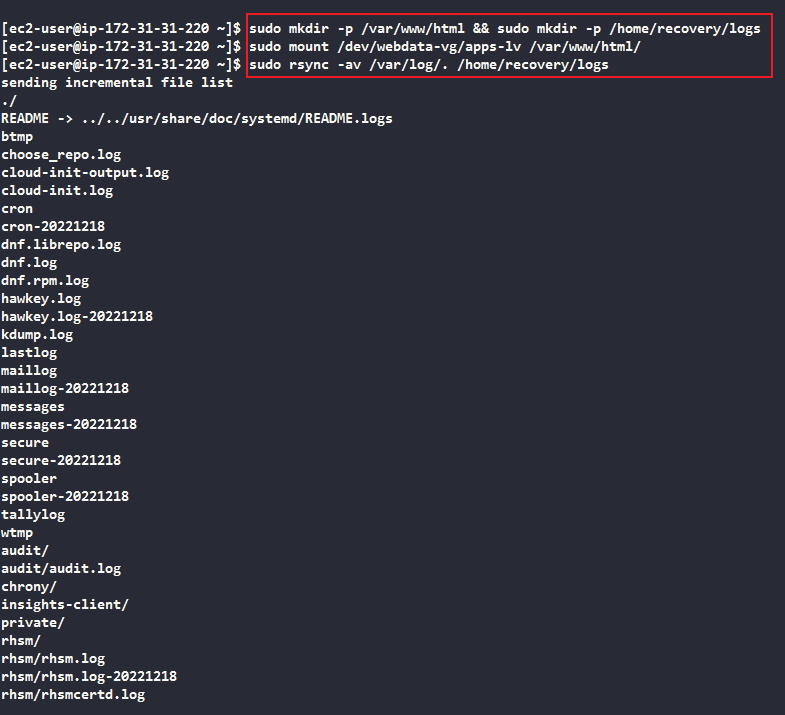 [ec2-user@ip-172-31-31-220 ~]$ sudo mkdir -p /var/www/html && sudo mkdir -p /home/recovery/logs
[ec2-user@ip-172-31-31-220 ~]$ sudo mount /dev/webdata-vg/apps-lv /var/www/html/
[ec2-user@ip-172-31-31-220 ~]$ sudo rsync -av /var/log/. /home/recovery/logs
sending incremental file list
./
README -> ../../usr/share/doc/systemd/README.logs
btmp
choose_repo.log
cloud-init-output.log
cloud-init.log
cron
cron-20221218
dnf.librepo.log
dnf.log
dnf.rpm.log
hawkey.log
hawkey.log-20221218
kdump.log
lastlog
maillog
maillog-20221218
messages
messages-20221218
secure
secure-20221218
spooler
spooler-20221218
tallylog
wtmp
audit/
audit/audit.log
chrony/
insights-client/
private/
rhsm/
rhsm/rhsm.log
rhsm/rhsm.log-20221218
rhsm/rhsmcertd.log